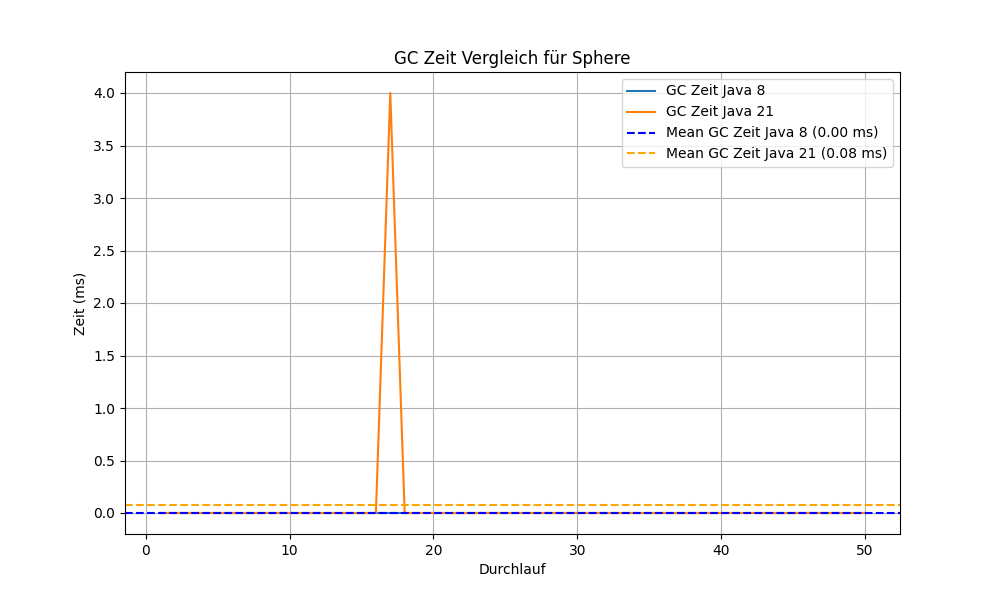 GC Zeit Vergleich für Sphere
GC Zeit Java 8
GC Zeit Java 21
Mean GC Zeit Java 8 (0.00 ms)
Mean GC Zeit Java 21 (0.08 ms)
Zeit (ms)
4.0
3.5
3.0
2.5
2.0
1.5
1.0
0.5
0.0
0 10 20 30 40 50
Durchlauf